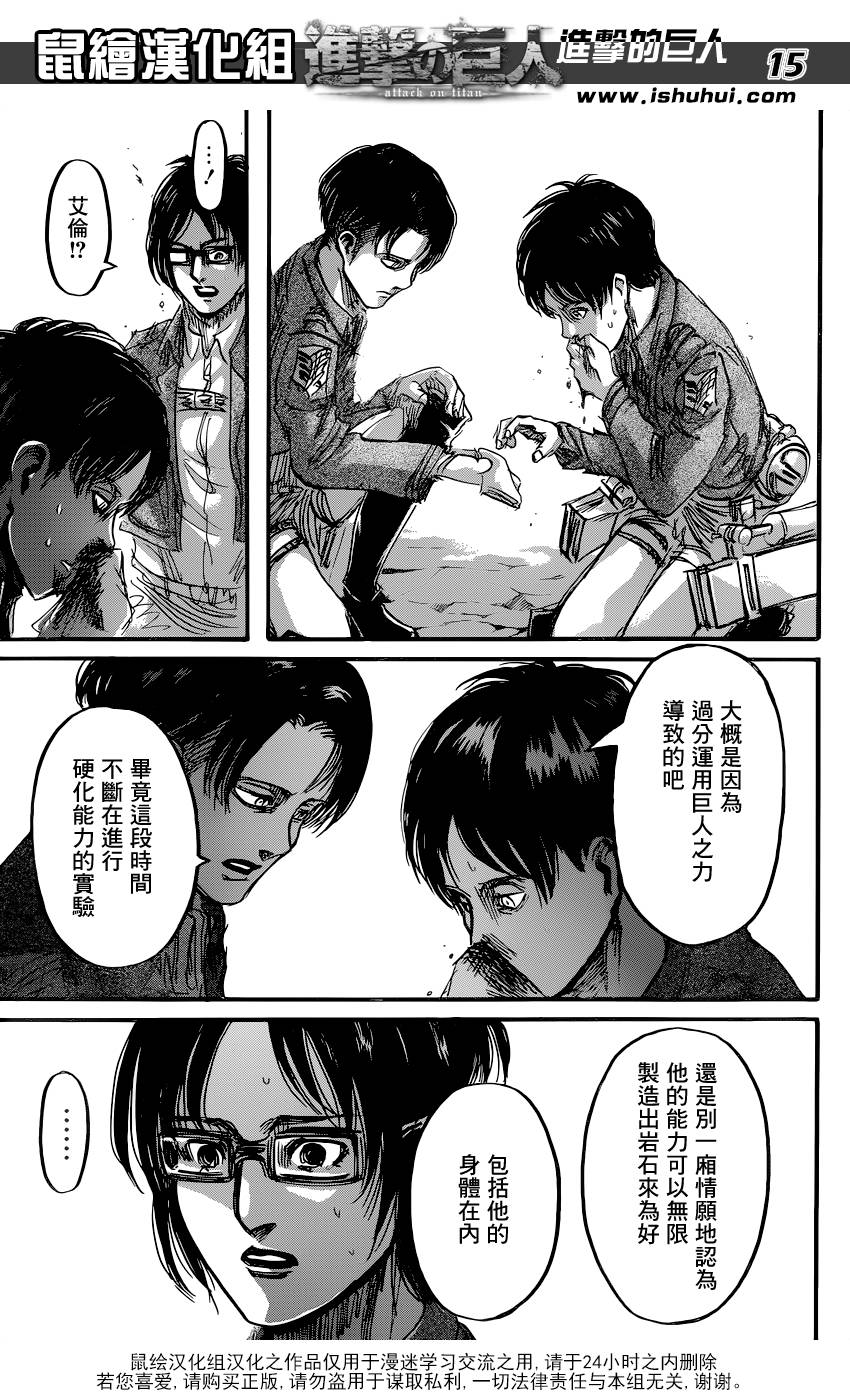 鼠繪漢化組
進撃の巨人
attack on titan
進擊的巨人
15
www.ishuhui.com
…!
艾倫!?
大概是因為
過分運用巨人之力
導致的吧
畢竟這段時間
不斷在進行
硬化能力的實驗
還是別一廂情願地認為
他的能力可以無限
製造出岩石來為好
包括他的
身體在內
……
鼠绘汉化组汉化之作品仅用于漫迷学习交流之用, 请于24小时之内删除
若您喜爱, 请购买正版, 请勿盗用于谋取私利, 一切法律责任与本组无关, 谢谢。